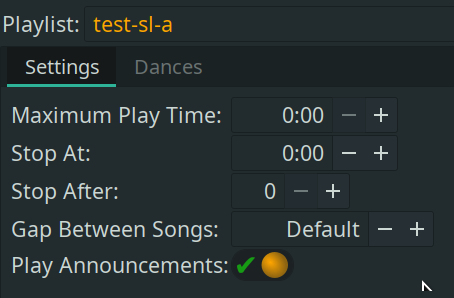 Playlist: test-sl-a
Settings Dances
Maximum Play Time: 0:00 − +
Stop At: 0:00 − +
Stop After: 0 − +
Gap Between Songs: Default − +
Play Announcements: ✔